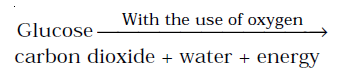 With the use of oxygen
Glucose ⟶
carbon dioxide + water + energy